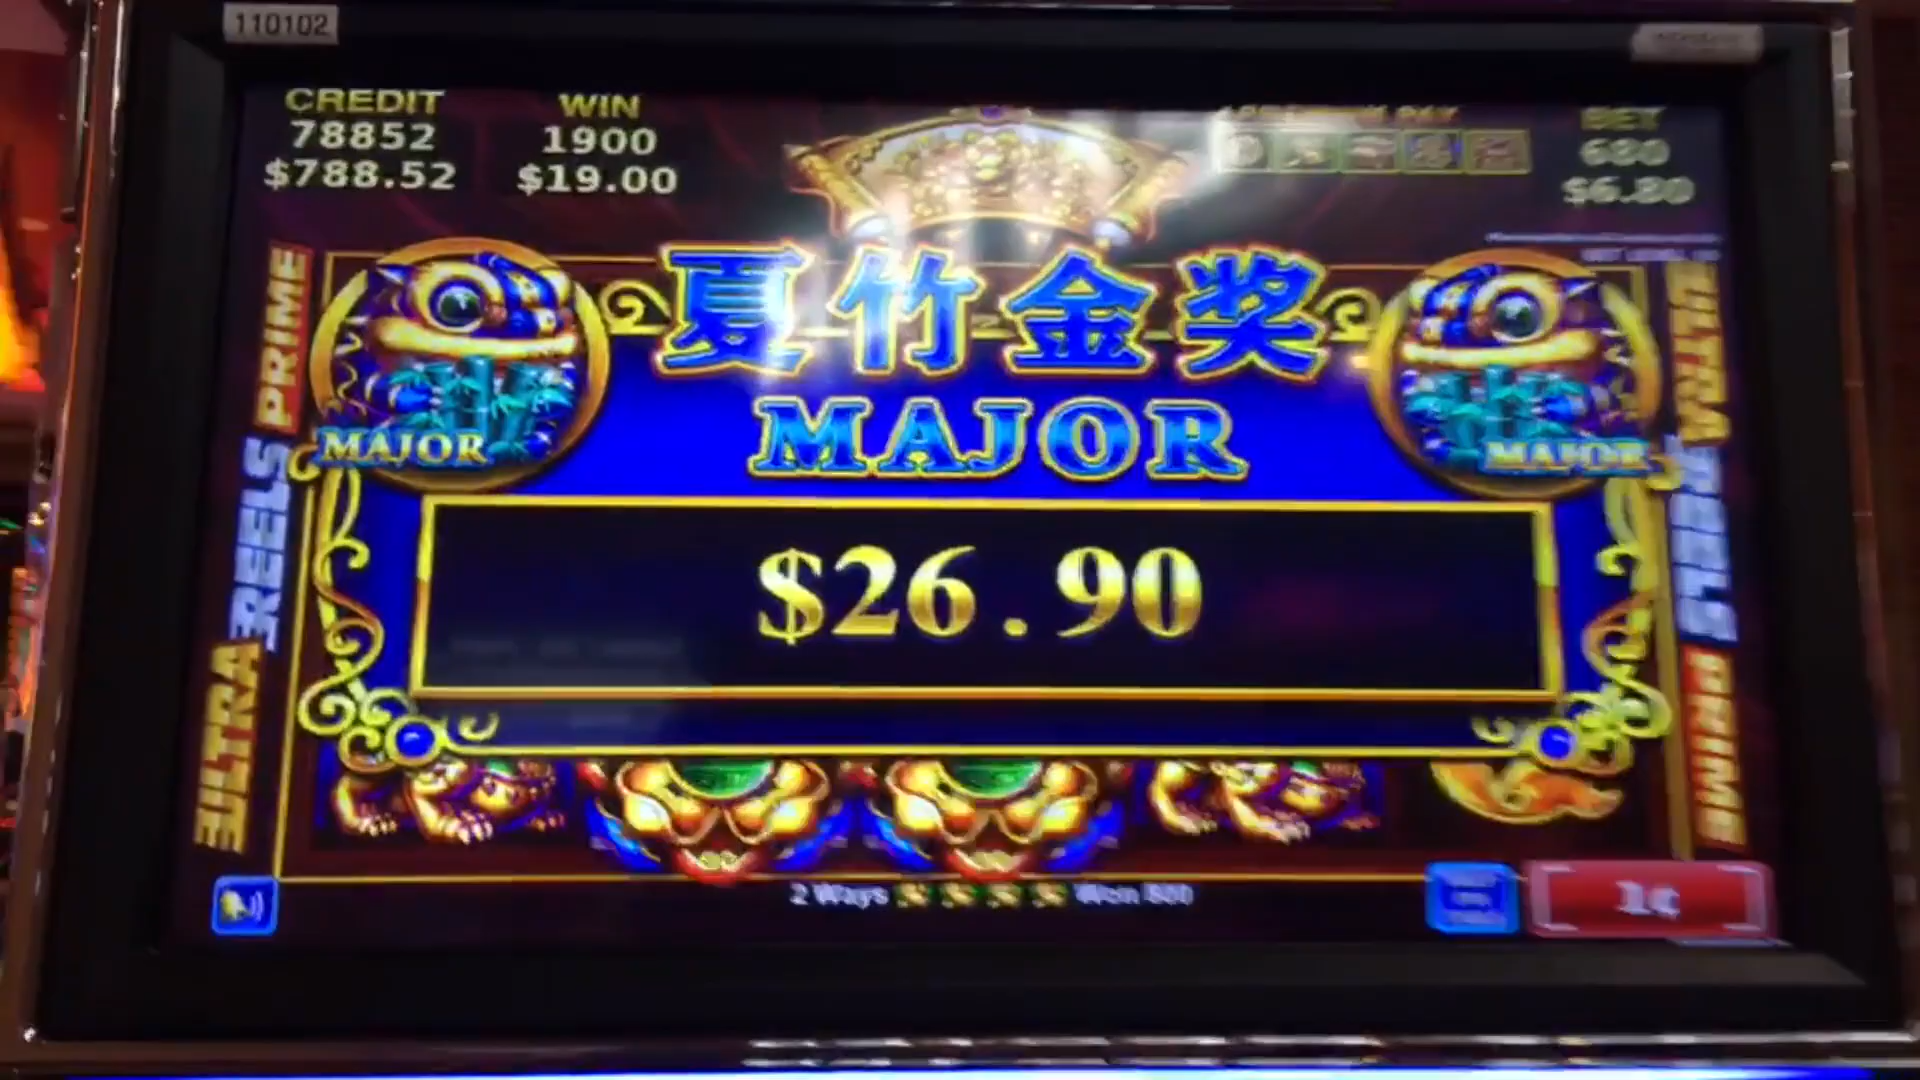 110102
CREDIT
78852
$788.52
WIN
1900
$19.00
BET
680
$6.80
夏竹金奖
MAJOR
MAJOR
MAJOR
$26.90
ULTRA REELS PRIME
ULTRA REELS PRIME
2 Ways
1¢